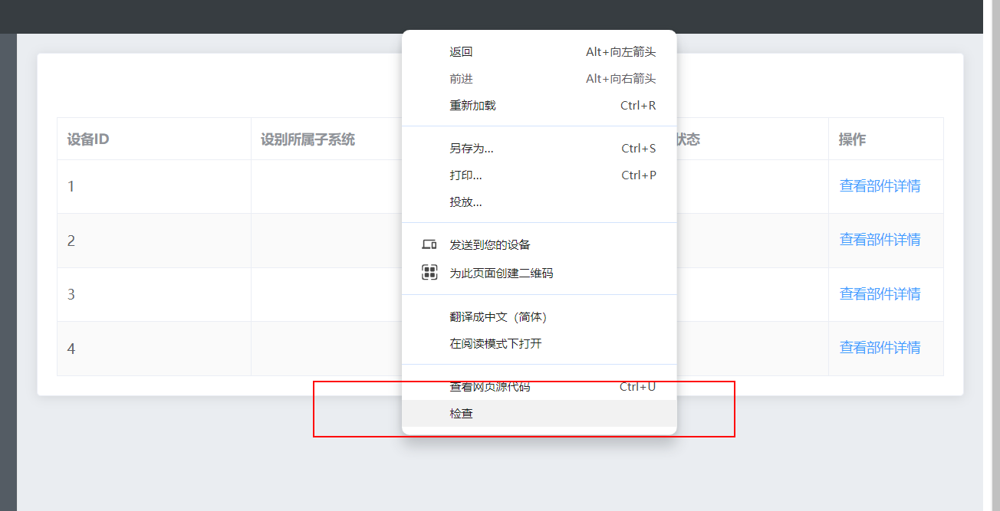 返回 Alt+向左箭头
前进 Alt+向右箭头
重新加载 Ctrl+R
另存为... Ctrl+S
打印... Ctrl+P
投放...
发送到您的设备
为此页面创建二维码
翻译成中文（简体）
在阅读模式下打开
查看网页源代码 Ctrl+U
检查
设备ID 设别所属子系统 状态 操作
1 查看部件详情
2 查看部件详情
3 查看部件详情
4 查看部件详情